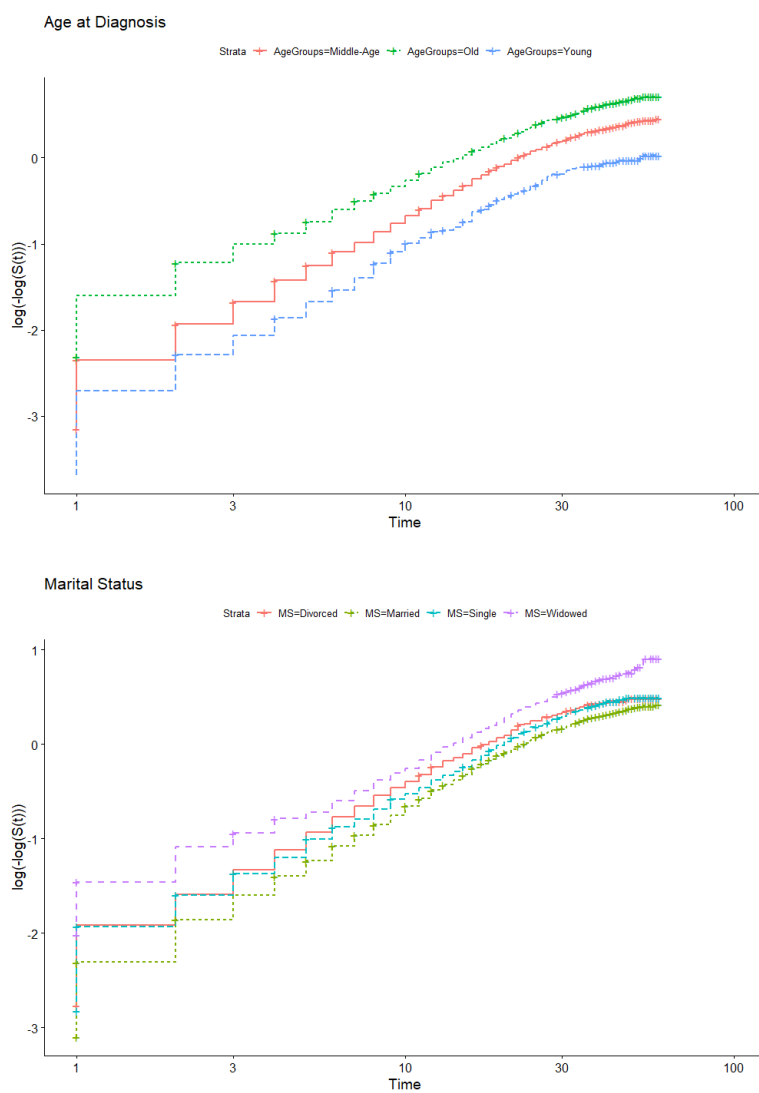 Age at Diagnosis
Strata AgeGroups=Middle-Age AgeGroups=Old AgeGroups=Young
0
-1
-2
-3
log(-log(S(t)))
1 3 10 30 100
Time
Marital Status
Strata MS=Divorced MS=Married MS=Single MS=Widowed
1
0
-1
-2
-3
log(-log(S(t)))
1 3 10 30 100
Time